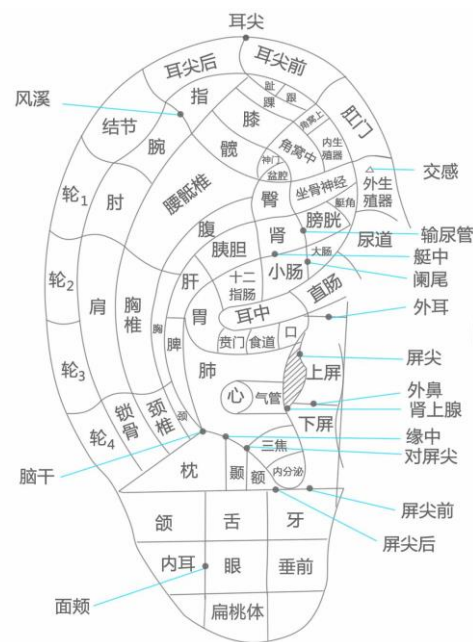 耳尖
耳尖后
耳尖前
风溪
结节
指
趾
跟
踝
腕
膝
角窝上
肛门
髋
角窝中
内生
殖器
交感
神门
盆腔
外生
殖器
轮1
肘
腰骶椎
臀
坐骨神经
艇角
腹
肾
膀胱
尿道
输尿管
胰胆
大肠
艇中
轮2
肝
十二
指肠
小肠
阑尾
肩
胸
椎
胃
耳中
直肠
外耳
胸
脾
贲门
食道
口
屏尖
轮3
肺
上屏
外鼻
心
气管
肾上腺
锁
骨
颈
椎
颈
下屏
轮4
缘中
三焦
对屏尖
脑干
枕
颞
额
内分泌
屏尖前
颌
舌
牙
屏尖后
内耳
眼
垂前
面颊
扁桃体